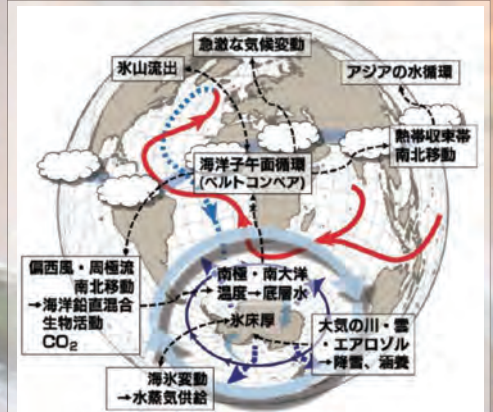 急激な気候変動
氷山流出
アジアの水循環
熱帯収束帯
南北移動
海洋子午面循環
(ベルトコンベア)
偏西風・周極流
南北移動
→海洋鉛直混合
生物活動
CO₂
南極・南大洋
温度→底層水
氷床厚
大気の川・雲
・エアロゾル
→降雪、涵養
海氷変動
→水蒸気供給